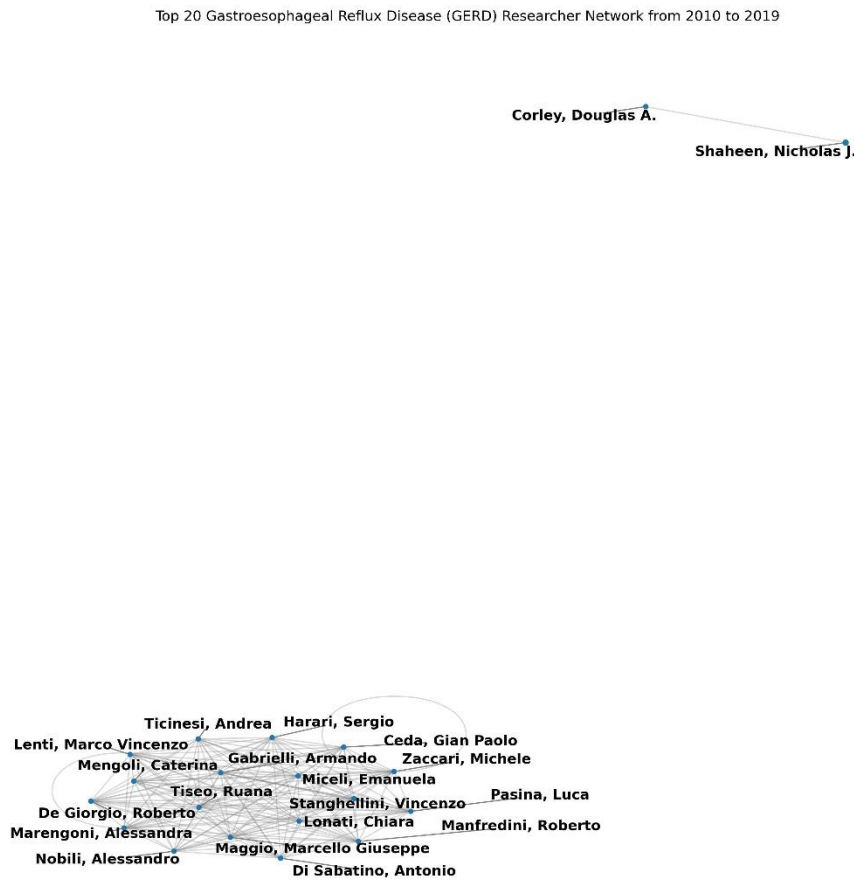 Top 20 Gastroesophageal Reflux Disease (GERD) Researcher Network from 2010 to 2019
Corley, Douglas A.
Shaheen, Nicholas J.
Ticinesi, Andrea
Harari, Sergio
Lenti, Marco Vincenzo
Ceda, Gian Paolo
Mengoli, Caterina
Gabrielli, Armando
Zaccari, Michele
Tiseo, Ruana
Miceli, Emanuela
De Giorgio, Roberto
Stanghellini, Vincenzo
Pasina, Luca
Marengoni, Alessandra
Lonati, Chiara
Manfredini, Roberto
Nobili, Alessandro
Maggio, Marcello Giuseppe
Di Sabatino, Antonio